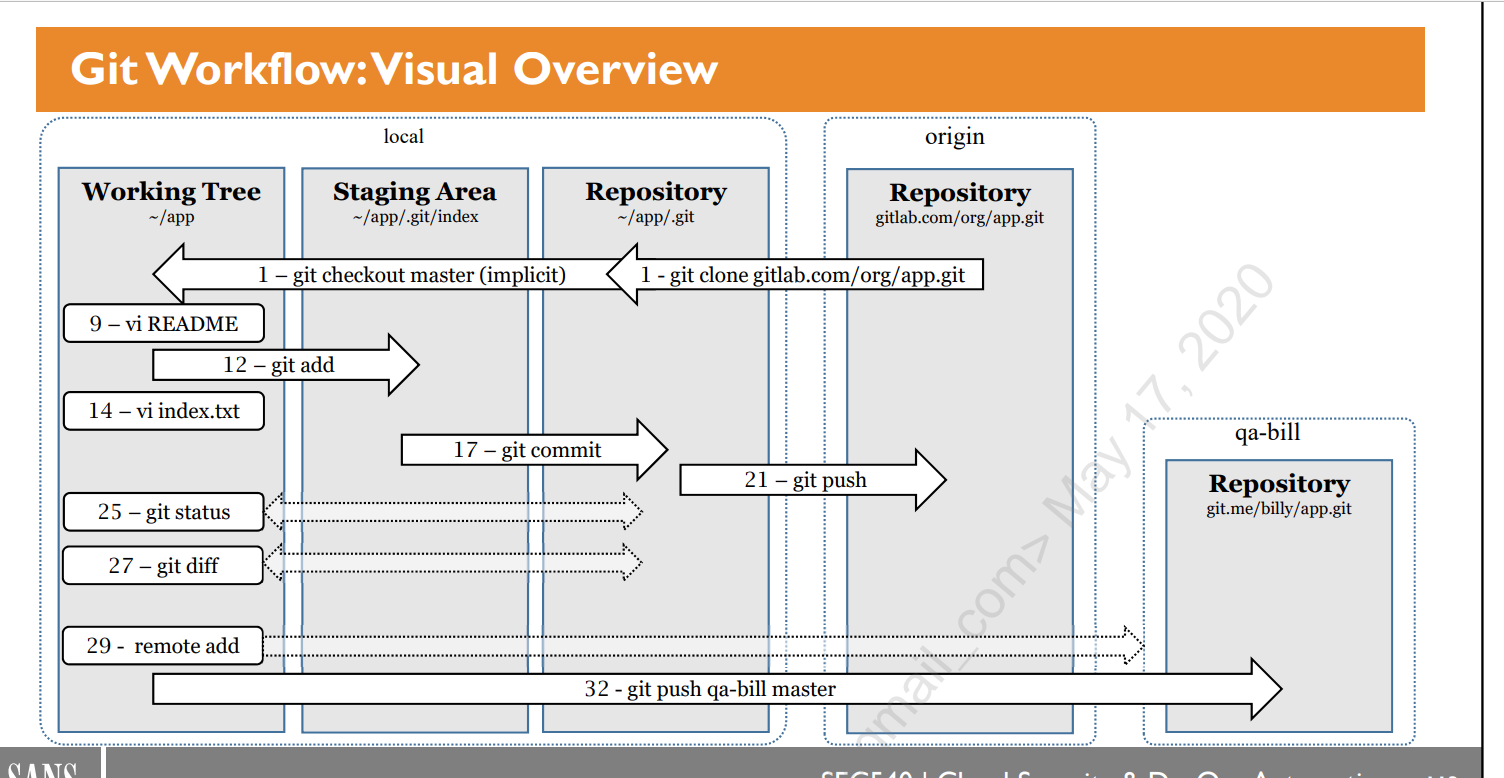 Git Workflow: Visual Overview
local
origin
Working Tree
~/app
Staging Area
~/app/.git/index
Repository
~/app/.git
Repository
gitlab.com/org/app.git
1 – git checkout master (implicit)
1 - git clone gitlab.com/org/app.git
9 – vi README
12 – git add
14 – vi index.txt
17 – git commit
21 – git push
qa-bill
Repository
git.me/billy/app.git
25 – git status
27 – git diff
29 - remote add
32 - git push qa-bill master
gmail_com> May 17, 2020
SANS
SEC540 | Cloud Security & DevOps Automation